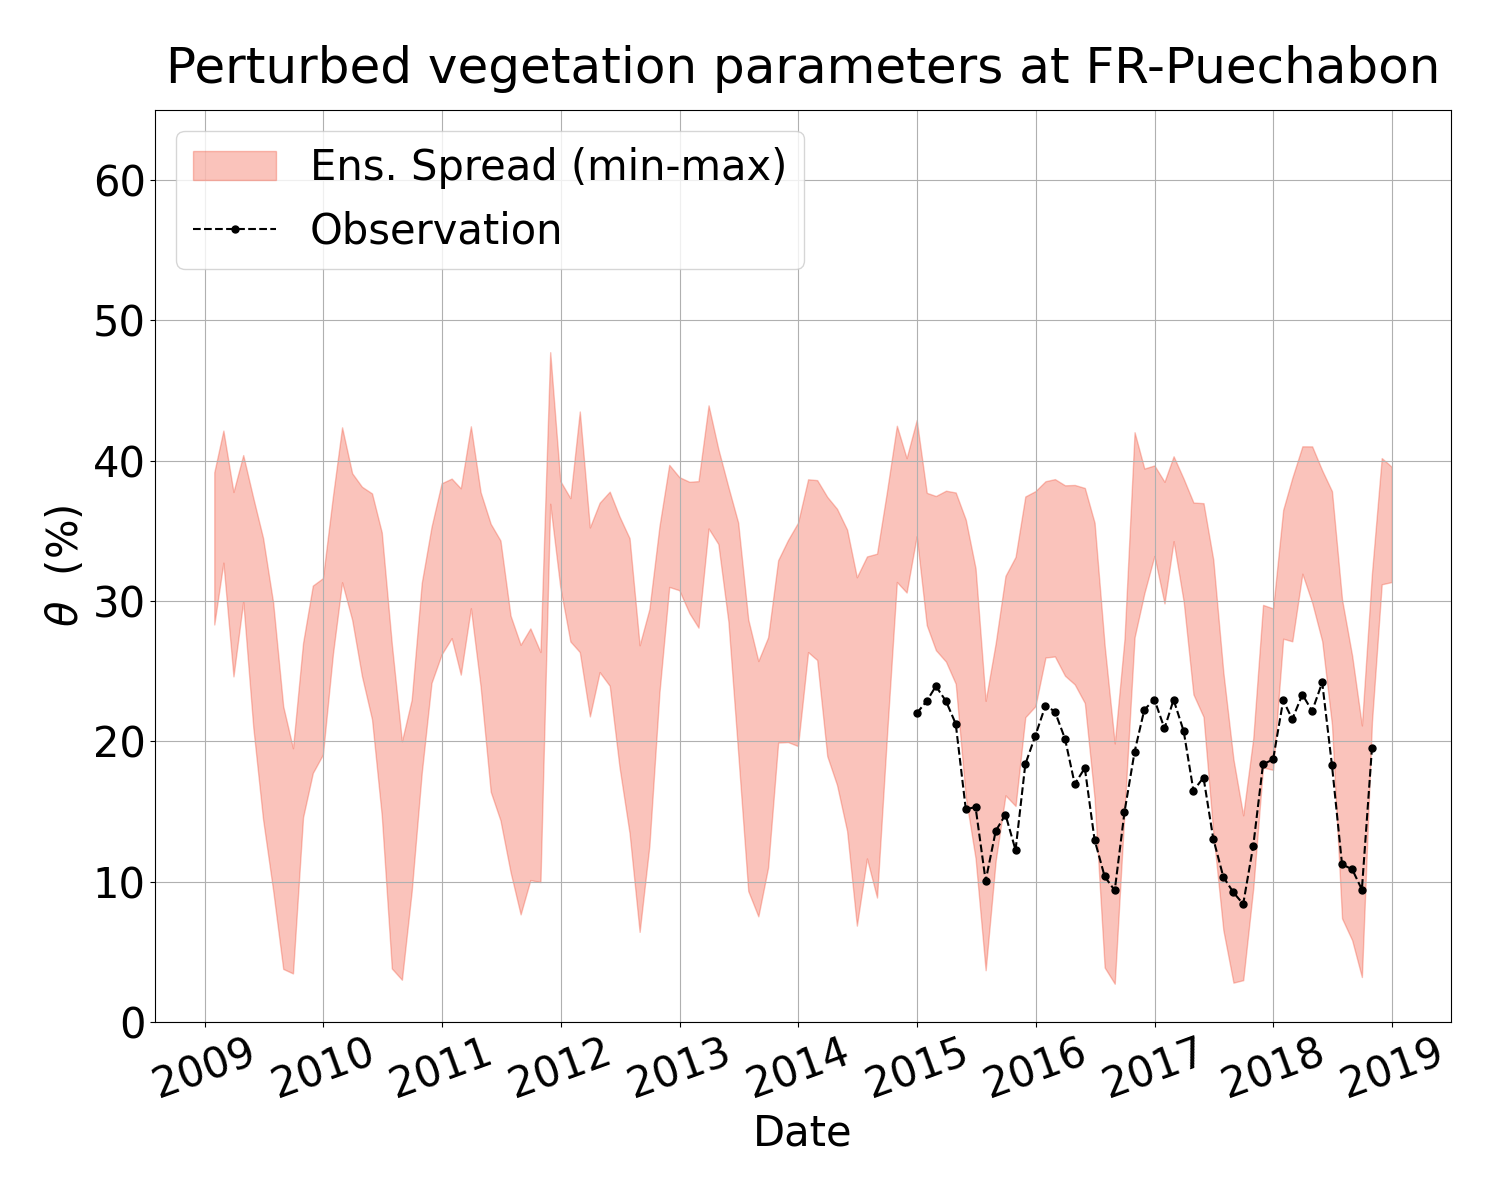 Perturbed vegetation parameters at FR-Puechabon
Ens. Spread (min-max)
Observation
60
50
40
30
20
10
0
θ (%)
2009 2010 2011 2012 2013 2014 2015 2016 2017 2018 2019
Date